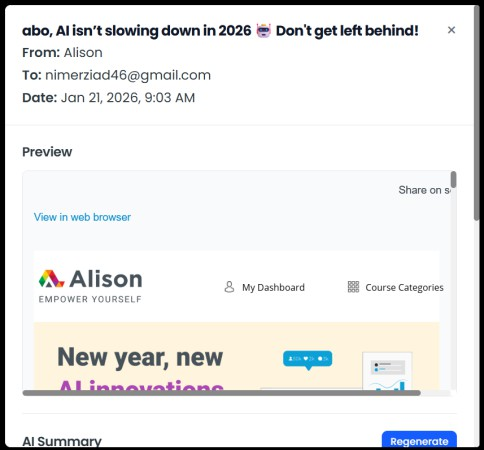 abo, AI isn’t slowing down in 2026 🤖 Don't get left behind!
From: Alison
To: nimerziad46@gmail.com
Date: Jan 21, 2026, 9:03 AM
Preview
Share on s
View in web browser
Alison
EMPOWER YOURSELF
My Dashboard
Course Categories
New year, new
AI innovations
AI Summary
Regenerate